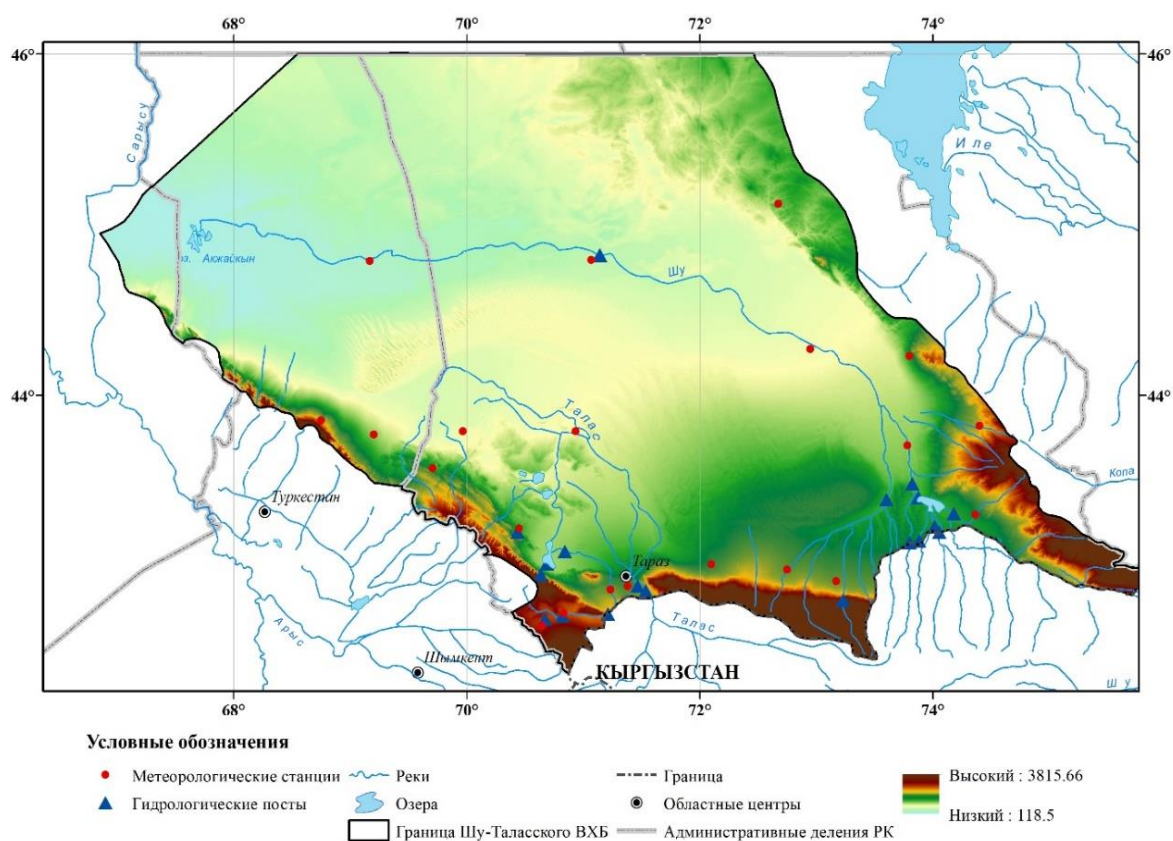 68° 70° 72° 74°
46° 46°
Сарысу
Иле
оз. Акжайкын
Шу
44° 44°
Талас
Копа
Туркестан
Тараз
Арыс
Талас
Шымкент
КЫРГЫЗСТАН
Шу
68° 70° 72° 74°
Условные обозначения
Метеорологические станции Реки Граница Высокий : 3815.66
Гидрологические посты Озера Областные центры Низкий : 118.5
Граница Шу-Таласского ВХБ Административные деления РК